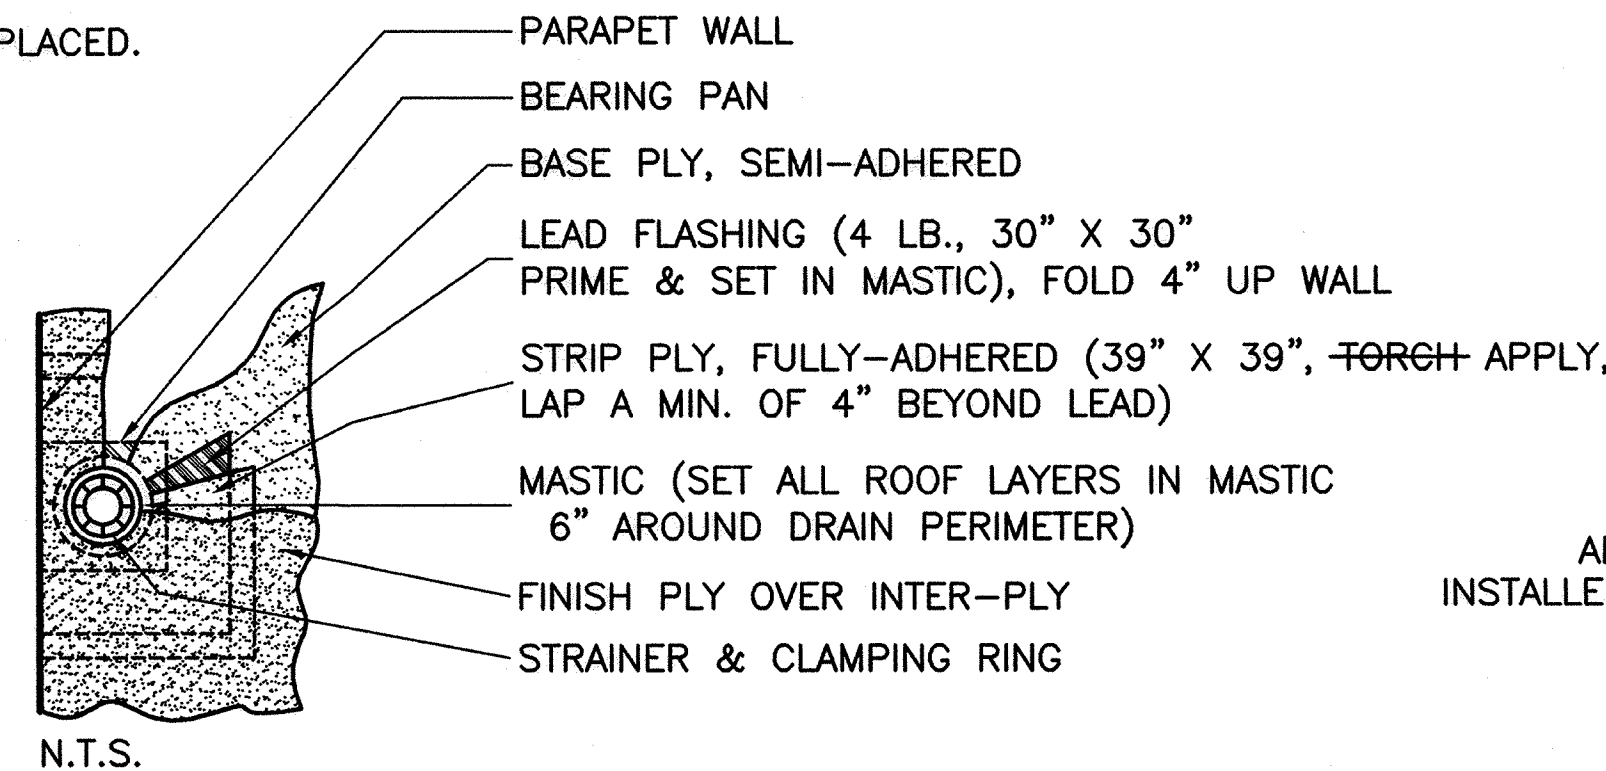 PLACED.
PARAPET WALL
BEARING PAN
BASE PLY, SEMI-ADHERED
LEAD FLASHING (4 LB., 30" X 30"
PRIME & SET IN MASTIC), FOLD 4" UP WALL
STRIP PLY, FULLY-ADHERED (39" X 39", TORCH APPLY,
LAP A MIN. OF 4" BEYOND LEAD)
MASTIC (SET ALL ROOF LAYERS IN MASTIC
6" AROUND DRAIN PERIMETER)
FINISH PLY OVER INTER-PLY
INSTALLE
STRAINER & CLAMPING RING
N.T.S.